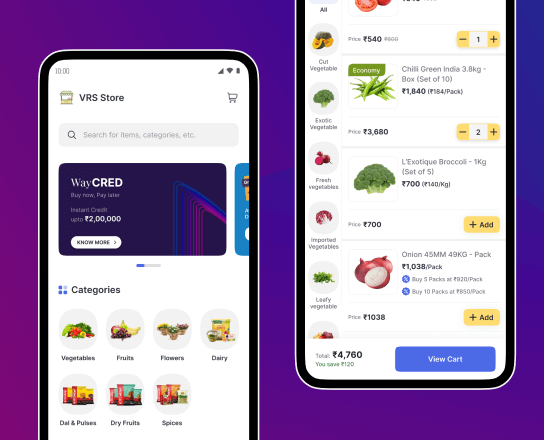 10:00
VRS Store
Search for items, categories, etc.
WayCRED
Buy now, Pay later
Instant Credit
upto ₹2,00,000
KNOW MORE >
Categories
Vegetables
Fruits
Flowers
Dairy
Dal & Pulses
Dry Fruits
Spices
All
Cut
Vegetable
Exotic
Vegetable
Fresh
vegetables
Imported
Vegetables
Leafy
vegetable
Price ₹540 ₹600
− 1 +
Economy
Chilli Green India 3.8kg -
Box (Set of 10)
₹1,840 (₹184/Pack)
Price ₹3,680
− 2 +
L'Exotique Broccoli - 1Kg
(Set of 5)
₹700 (₹140/Kg)
Price ₹700
+ Add
Onion 45MM 49KG - Pack
₹1,038/Pack
Buy 5 Packs at ₹920/Pack
Buy 10 Packs at ₹850/Pack
Price ₹1038
+ Add
Total: ₹4,760
You save ₹120
View Cart